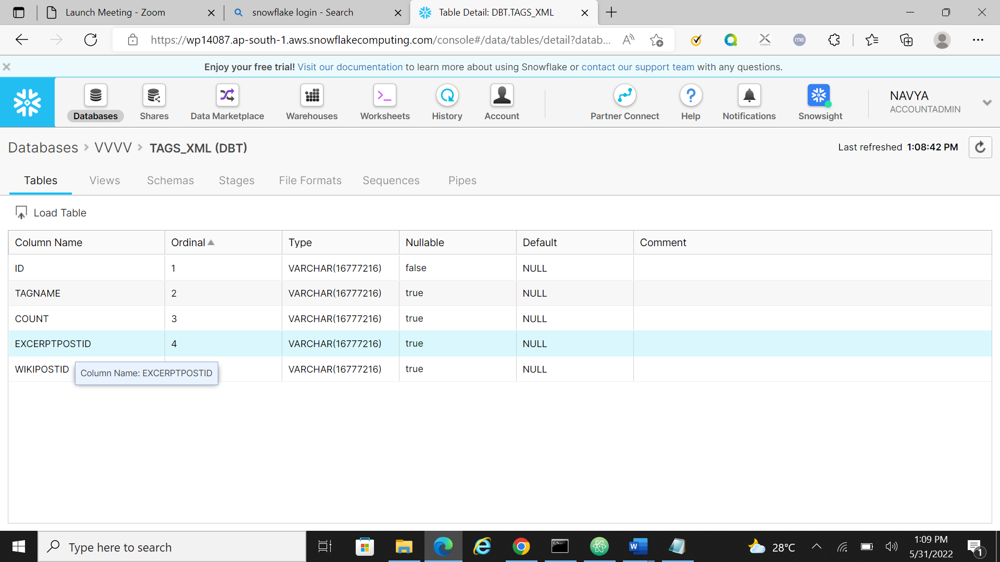 Launch Meeting - Zoom
snowflake login - Search
Table Detail: DBT.TAGS_XML
https://wp14087.ap-south-1.aws.snowflakecomputing.com/console#/data/tables/detail?datab...
me
Enjoy your free trial! Visit our documentation to learn more about using Snowflake or contact our support team with any questions.
Databases
Shares
Data Marketplace
Warehouses
Worksheets
History
Account
Partner Connect
Help
Notifications
Snowsight
NAVYA
ACCOUNTADMIN
Databases > VVVV > TAGS_XML (DBT)
Last refreshed 1:08:42 PM
Tables Views Schemas Stages File Formats Sequences Pipes
Load Table
Column Name Ordinal Type Nullable Default Comment
ID 1 VARCHAR(16777216) false NULL
TAGNAME 2 VARCHAR(16777216) true NULL
COUNT 3 VARCHAR(16777216) true NULL
EXCERPTPOSTID 4 VARCHAR(16777216) true NULL
WIKIPOSTID VARCHAR(16777216) true NULL
Column Name: EXCERPTPOSTID
Type here to search
28°C
1:09 PM
5/31/2022
1